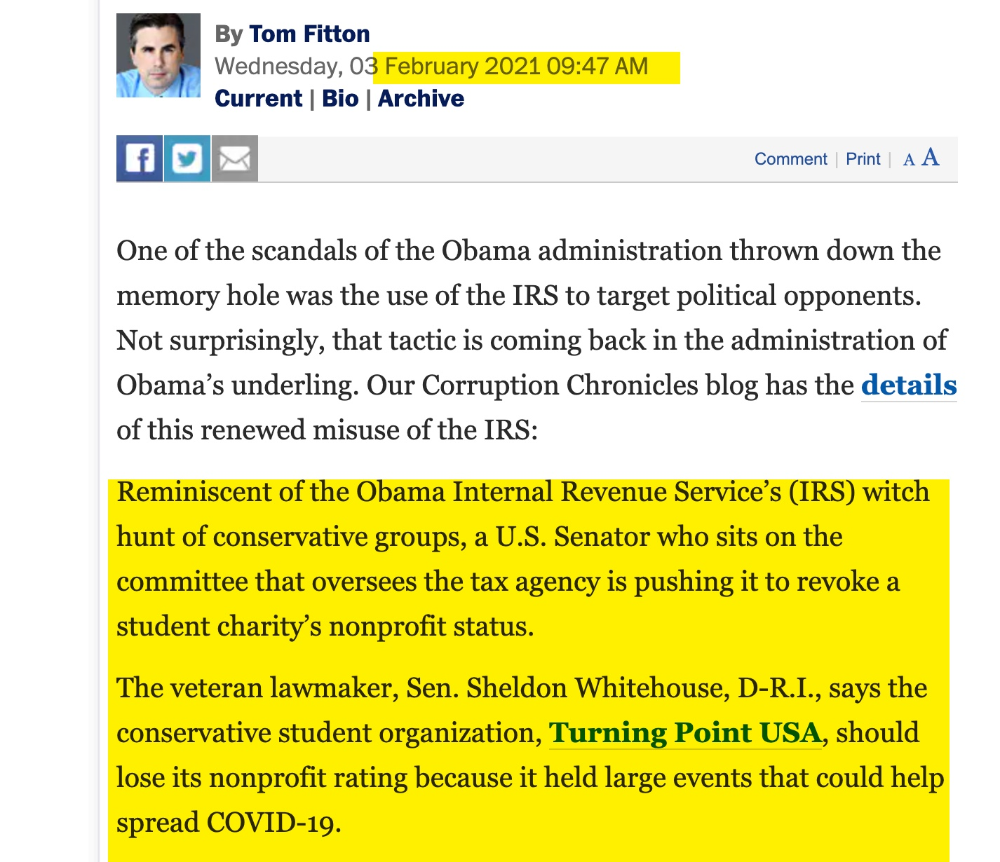 By Tom Fitton
Wednesday, 03 February 2021 09:47 AM
Current | Bio | Archive
Comment | Print | A A
One of the scandals of the Obama administration thrown down the
memory hole was the use of the IRS to target political opponents.
Not surprisingly, that tactic is coming back in the administration of
Obama’s underling. Our Corruption Chronicles blog has the details
of this renewed misuse of the IRS:
Reminiscent of the Obama Internal Revenue Service’s (IRS) witch
hunt of conservative groups, a U.S. Senator who sits on the
committee that oversees the tax agency is pushing it to revoke a
student charity’s nonprofit status.
The veteran lawmaker, Sen. Sheldon Whitehouse, D-R.I., says the
conservative student organization, Turning Point USA, should
lose its nonprofit rating because it held large events that could help
spread COVID-19.